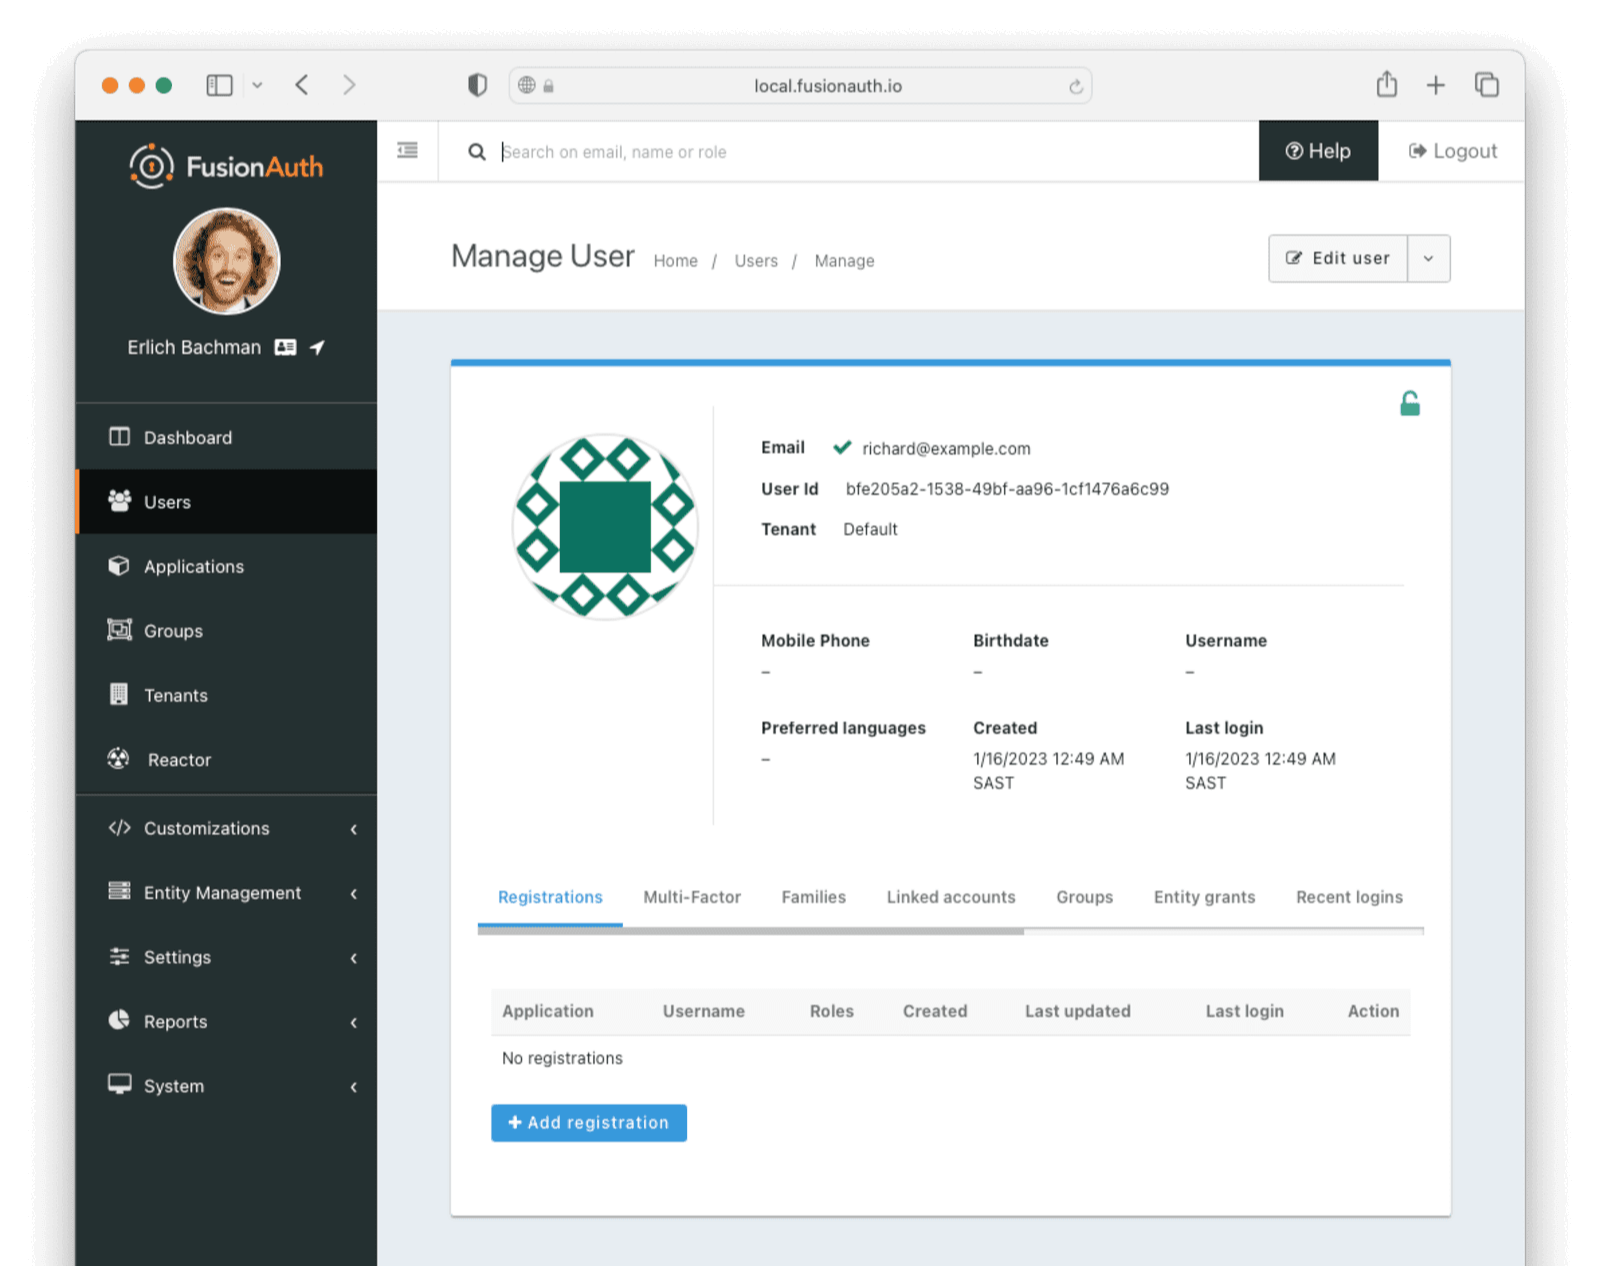 local.fusionauth.io
FusionAuth
Search on email, name or role
Help
Logout
Erlich Bachman
Dashboard
Users
Applications
Groups
Tenants
Reactor
Customizations
Entity Management
Settings
Reports
System
Manage User Home / Users / Manage
Edit user
Email richard@example.com
User Id bfe205a2-1538-49bf-aa96-1cf1476a6c99
Tenant Default
Mobile Phone Birthdate Username
– – –
Preferred languages Created Last login
– 1/16/2023 12:49 AM 1/16/2023 12:49 AM
SAST SAST
Registrations Multi-Factor Families Linked accounts Groups Entity grants Recent logins
Application Username Roles Created Last updated Last login Action
No registrations
Add registration